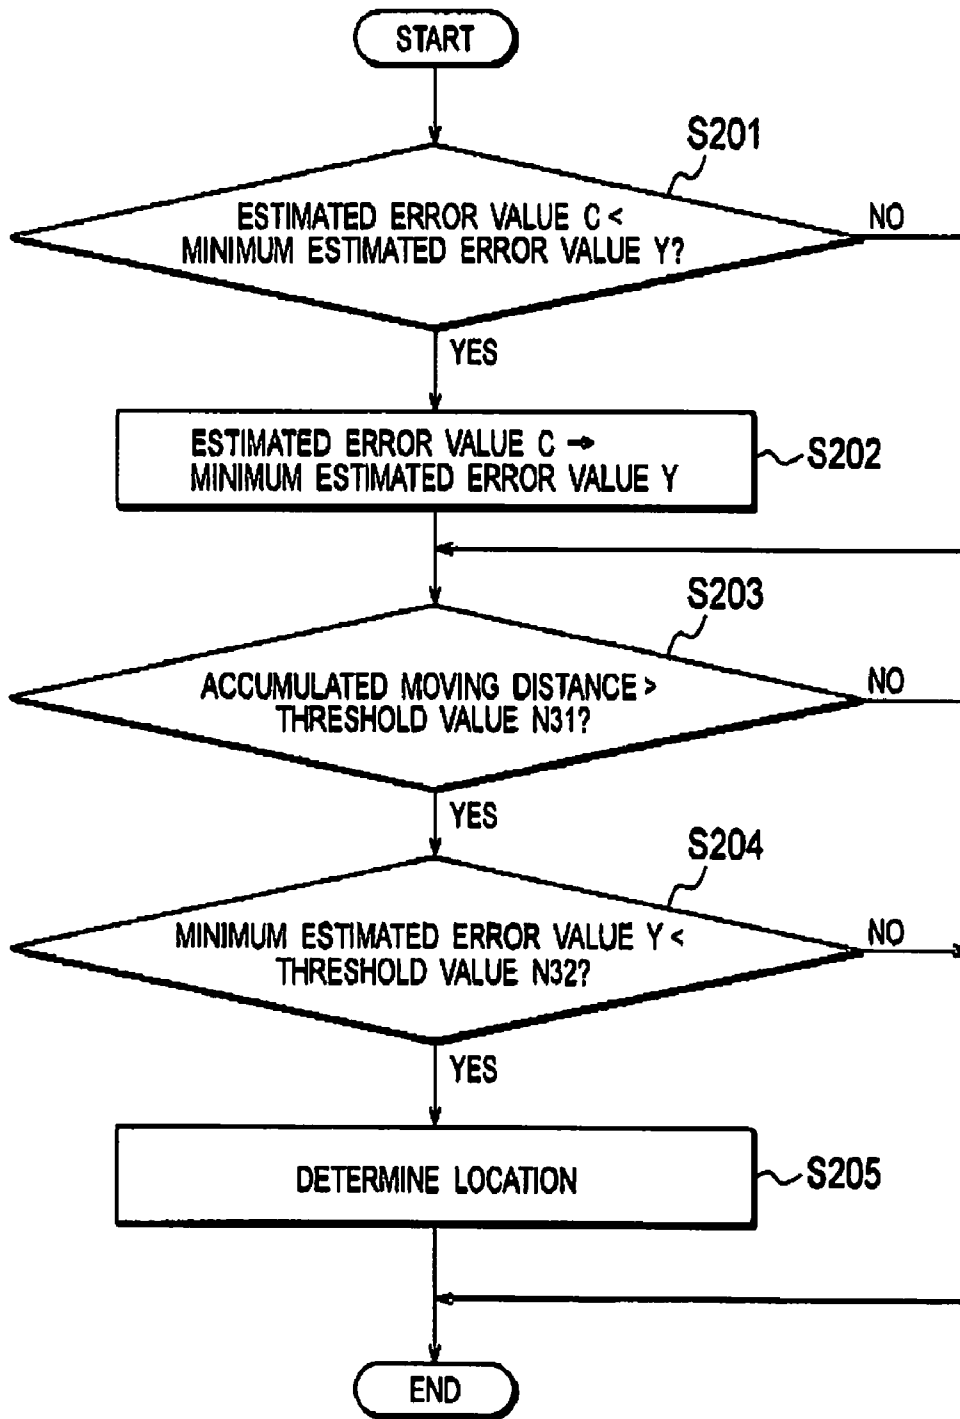 START
S201
ESTIMATED ERROR VALUE C <
MINIMUM ESTIMATED ERROR VALUE Y?
NO
YES
ESTIMATED ERROR VALUE C →
MINIMUM ESTIMATED ERROR VALUE Y
S202
S203
ACCUMULATED MOVING DISTANCE >
THRESHOLD VALUE N31?
NO
YES
S204
MINIMUM ESTIMATED ERROR VALUE Y <
THRESHOLD VALUE N32?
NO
YES
DETERMINE LOCATION
S205
END